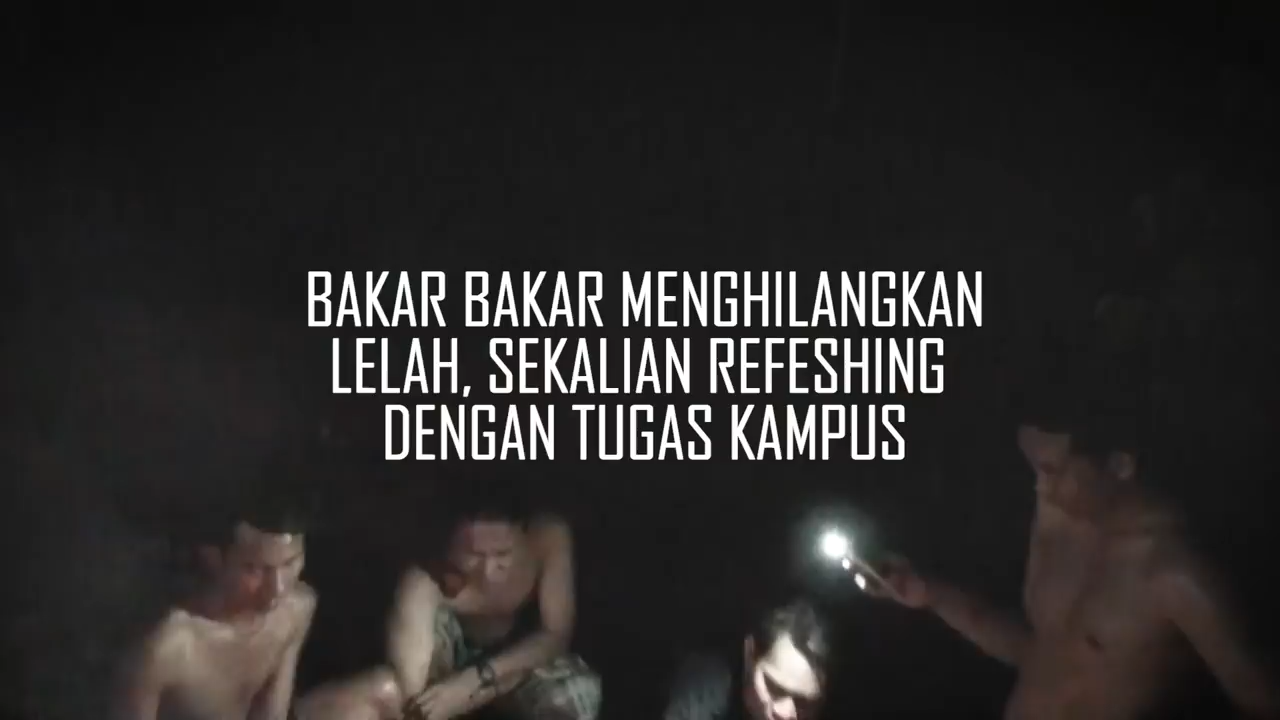 BAKAR BAKAR MENGHILANGKAN
LELAH, SEKALIAN REFESHING
DENGAN TUGAS KAMPUS